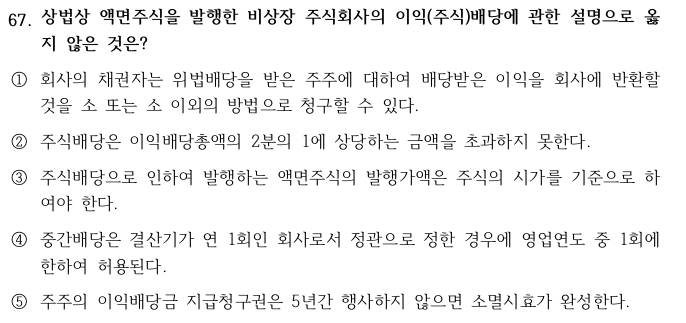 67. 상법상 액면주식을 발행한 비상장 주식회사의 이익(주식)배당에 관한 설명으로 옳
지 않은 것은?
① 회사의 채권자는 위법배당을 받은 주주에 대하여 배당받은 이익을 회사에 반환할
것을 소 또는 소 이외의 방법으로 청구할 수 있다.
② 주식배당은 이익배당총액의 2분의 1에 상당하는 금액을 초과하지 못한다.
③ 주식배당으로 인하여 발행하는 액면주식의 발행가액은 주식의 시가를 기준으로 하
여야 한다.
④ 중간배당은 결산기가 연 1회인 회사로서 정관으로 정한 경우에 영업연도 중 1회에
한하여 허용된다.
⑤ 주주의 이익배당금 지급청구권은 5년간 행사하지 않으면 소멸시효가 완성한다.